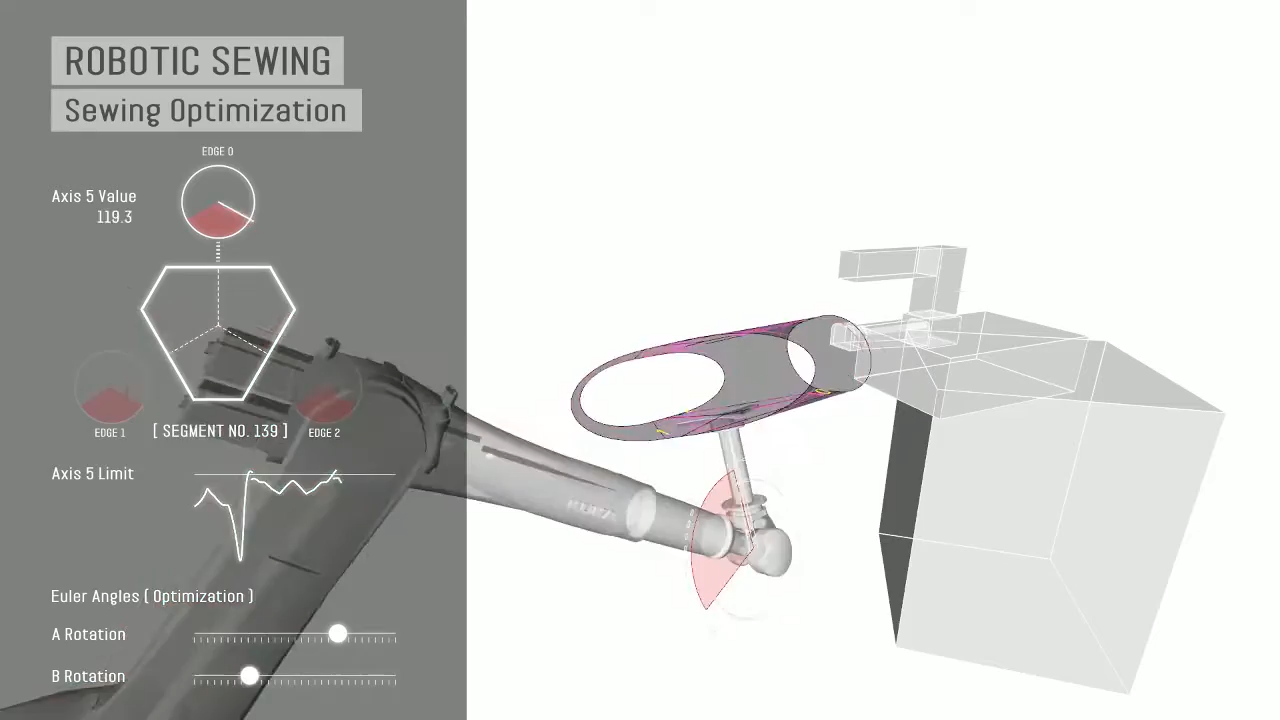 ROBOTIC SEWING
Sewing Optimization
EDGE 0
Axis 5 Value
119.3
EDGE 1
[ SEGMENT NO. 139 ]
EDGE 2
Axis 5 Limit
Euler Angles [ Optimization ]
A Rotation
B Rotation